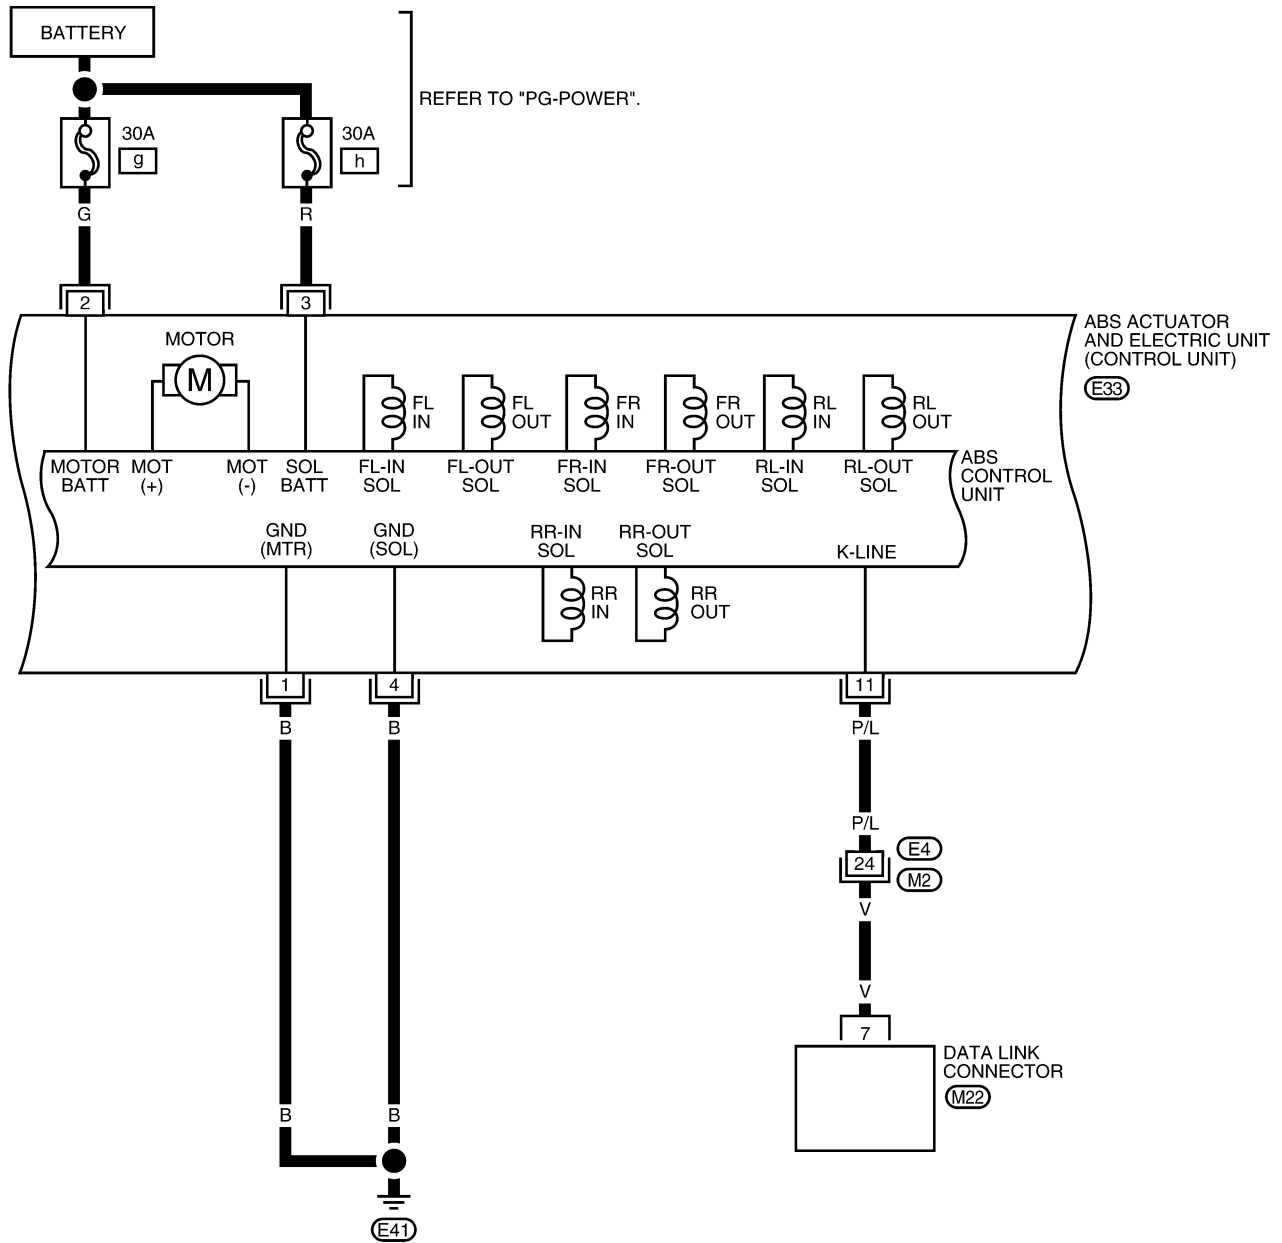 BATTERY
REFER TO "PG-POWER".
30A
g
30A
h
G
R
2
3
ABS ACTUATOR
AND ELECTRIC UNIT
(CONTROL UNIT)
E33
MOTOR
M
FL
IN
FL
OUT
FR
IN
FR
OUT
RL
IN
RL
OUT
MOTOR
BATT
MOT
(+)
MOT
(-)
SOL
BATT
FL-IN
SOL
FL-OUT
SOL
FR-IN
SOL
FR-OUT
SOL
RL-IN
SOL
RL-OUT
SOL
ABS
CONTROL
UNIT
GND
(MTR)
GND
(SOL)
RR-IN
SOL
RR-OUT
SOL
K-LINE
RR
IN
RR
OUT
1
4
11
B
B
P/L
P/L
24
E4
M2
V
V
7
DATA LINK
CONNECTOR
M22
B
B
E41